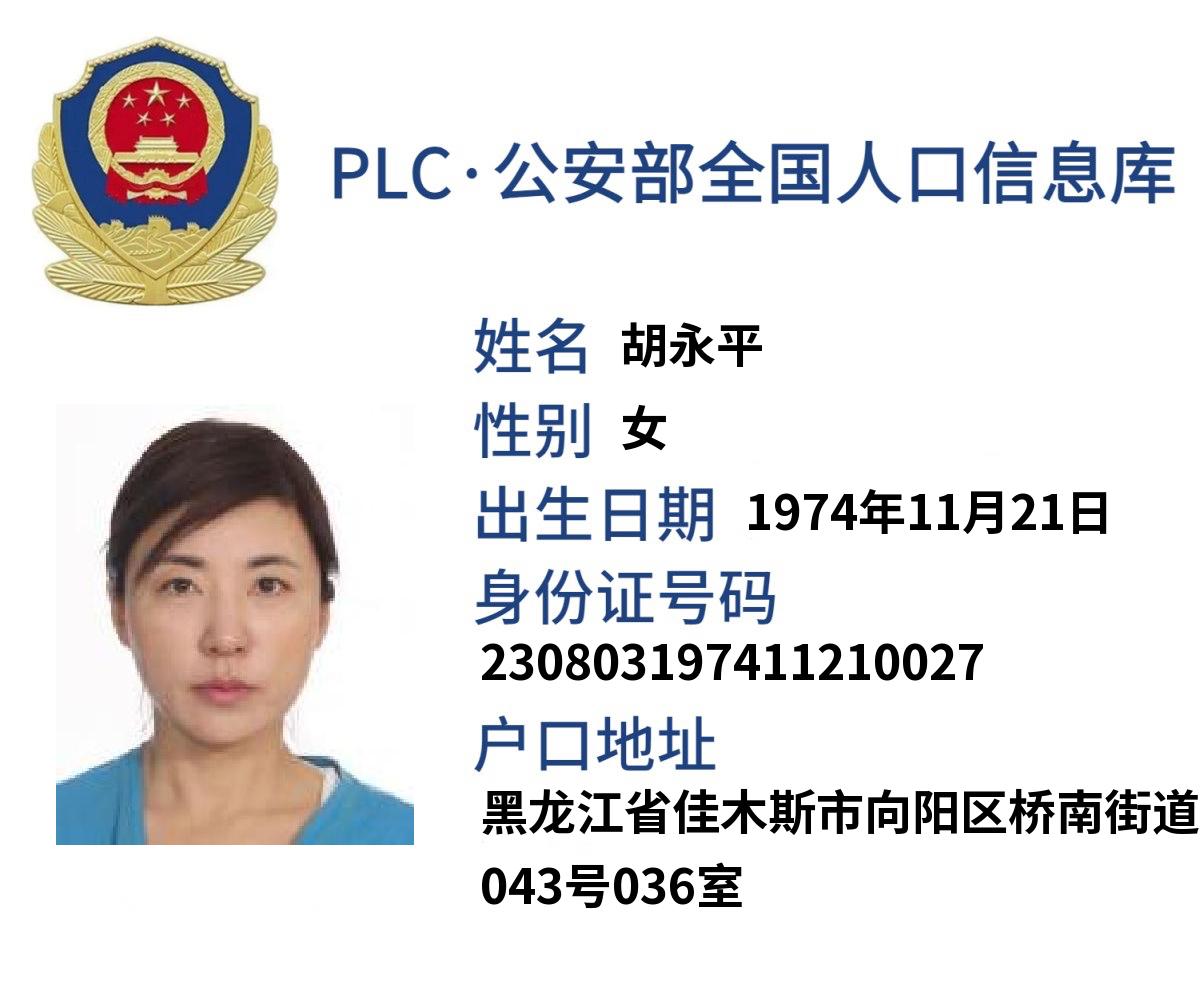 PLC·公安部全国人口信息库
姓名 胡永平
性别 女
出生日期 1974年11月21日
身份证号码
230803197411210027
户口地址
黑龙江省佳木斯市向阳区桥南街道
043号036室